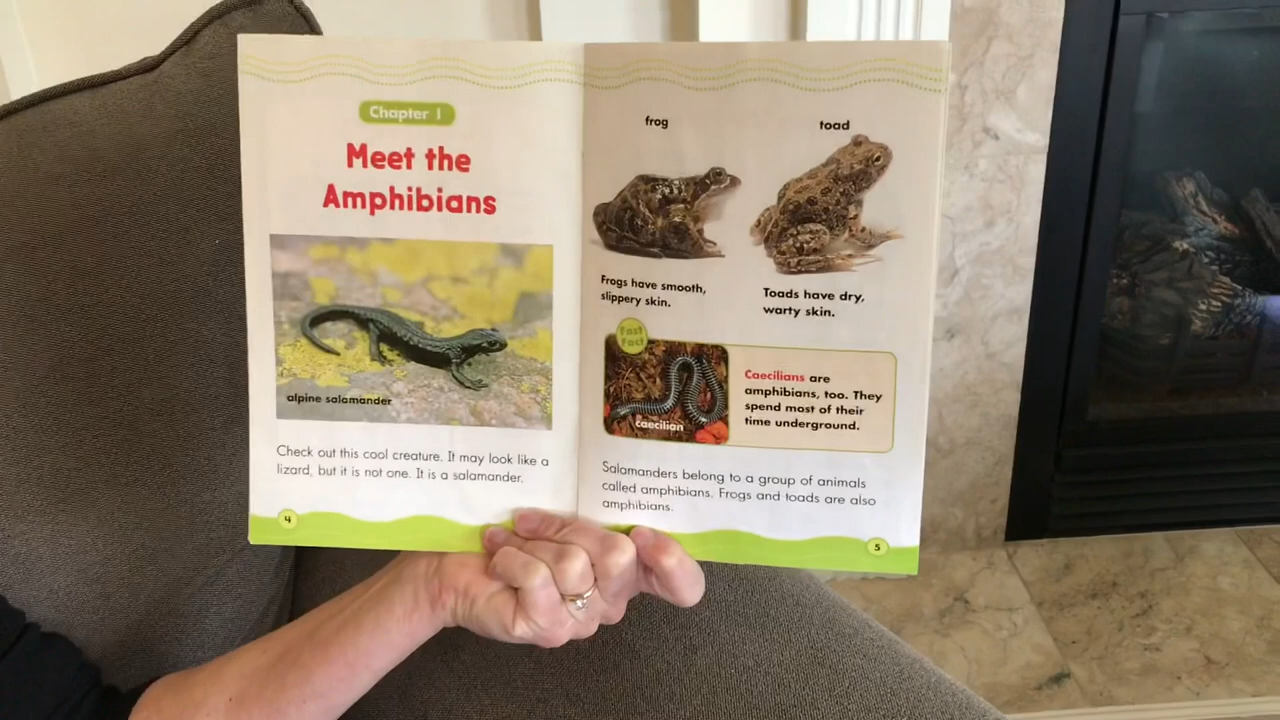 Chapter 1
Meet the
Amphibians
alpine salamander
Check out this cool creature. It may look like a
lizard, but it is not one. It is a salamander.
4
frog
Frogs have smooth,
slippery skin.
toad
Toads have dry,
warty skin.
Fast
Fact
caecilian
Caecilians are
amphibians, too. They
spend most of their
time underground.
Salamanders belong to a group of animals
called amphibians. Frogs and toads are also
amphibians.
5